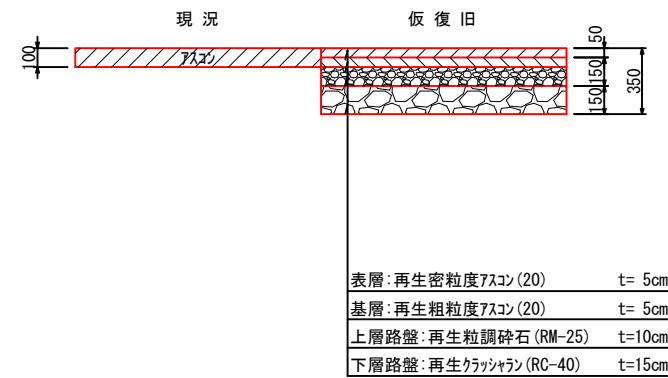 現況
仮復旧
100
アスコン
50
150
150
350
表層:再生密粒度アスコン(20) t= 5cm
基層:再生粗粒度アスコン(20) t= 5cm
上層路盤:再生粒調砕石(RM-25) t=10cm
下層路盤:再生クラッシャラン(RC-40) t=15cm